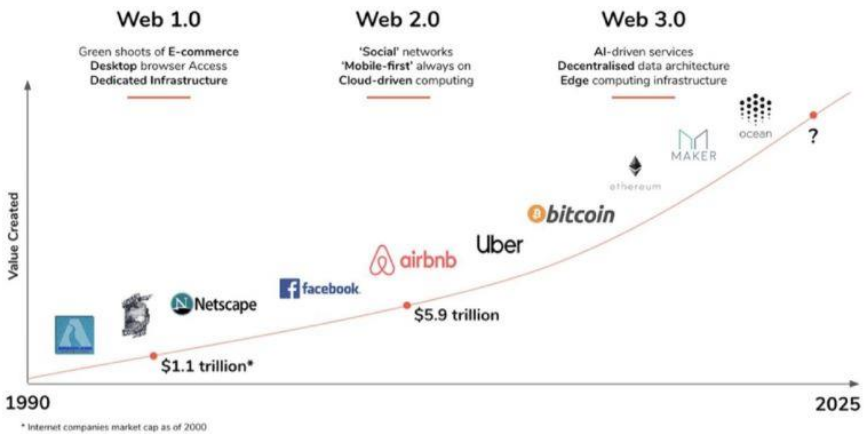 Web 1.0
Green shoots of E-commerce
Desktop browser Access
Dedicated Infrastructure
Web 2.0
'Social' networks
'Mobile-first' always on
Cloud-driven computing
Web 3.0
AI-driven services
Decentralised data architecture
Edge computing infrastructure
Value Created
ocean
?
MAKER
ethereum
bitcoin
Uber
airbnb
facebook.
N Netscape
$5.9 trillion
$1.1 trillion*
1990
2025
* Internet companies market cap as of 2000